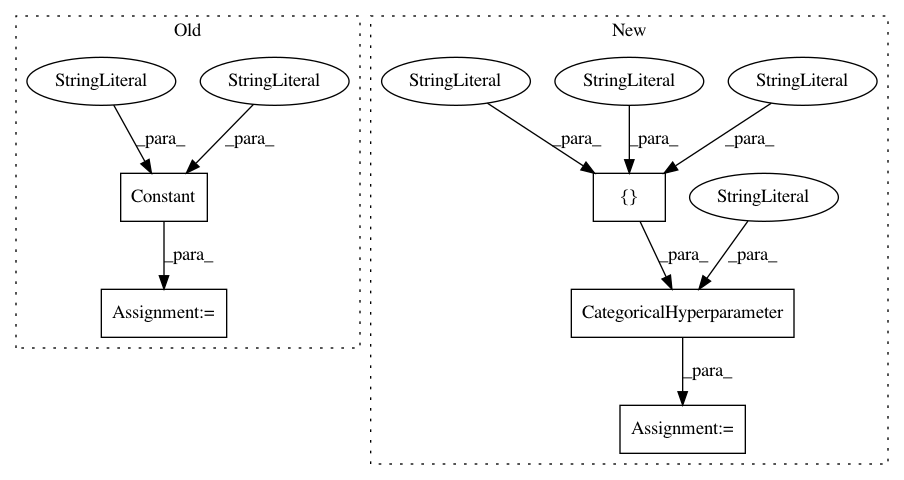 Old
New
StringLiteral StringLiteral
StringLiteral StringLiteral StringLiteral
_para_ _para_
_para_ _para_ _para_
Constant
{}
StringLiteral
_para_
_para_ _para_
Assignment:=
CategoricalHyperparameter
_para_
Assignment:=